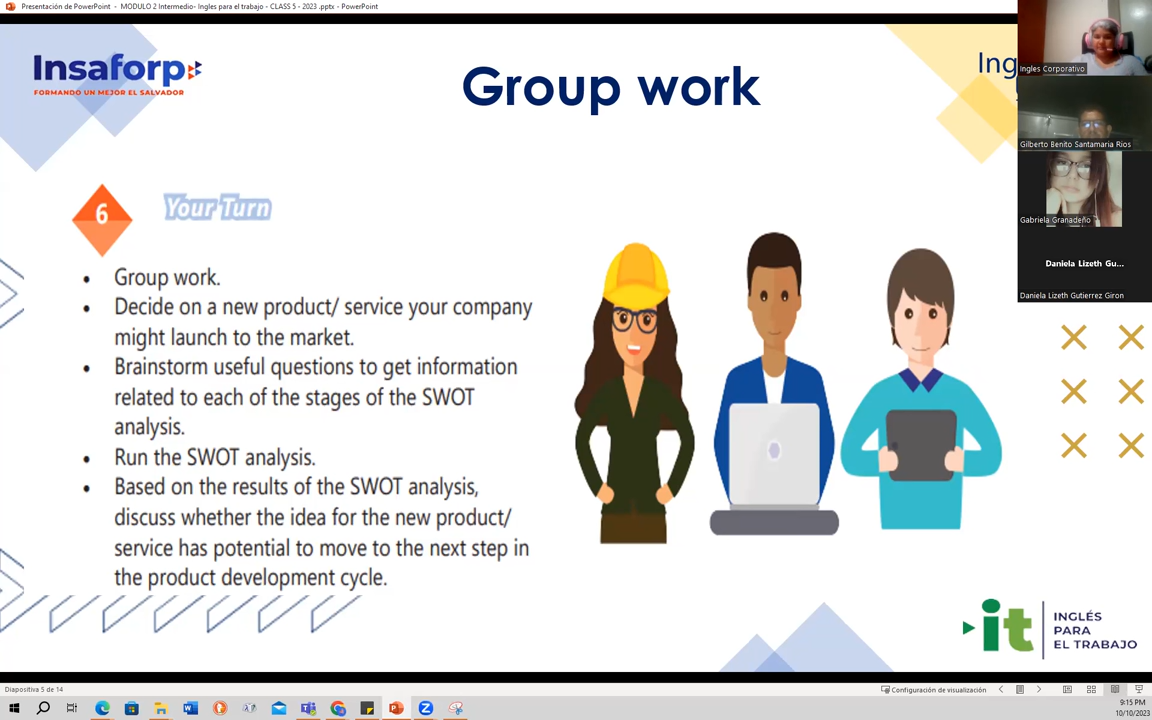 Presentación de PowerPoint - MODULO 2 Intermedio- Ingles para el trabajo - CLASS 5 - 2023 .pptx - PowerPoint
Insaforp
FORMANDO UN MEJOR EL SALVADOR
Group work
Ing
Ingles Corporativo
Gilberto Benito Santamaria Rios
Gabriela Granadeño
Daniela Lizeth Gu...
Daniela Lizeth Gutierrez Giron
6
Your Turn
• Group work.
• Decide on a new product/ service your company
might launch to the market.
• Brainstorm useful questions to get information
related to each of the stages of the SWOT
analysis.
• Run the SWOT analysis.
• Based on the results of the SWOT analysis,
discuss whether the idea for the new product/
service has potential to move to the next step in
the product development cycle.
it
INGLÉS
PARA
EL TRABAJO
Diapositiva 5 de 14
Configuración de visualización
9:15 PM
10/10/2023